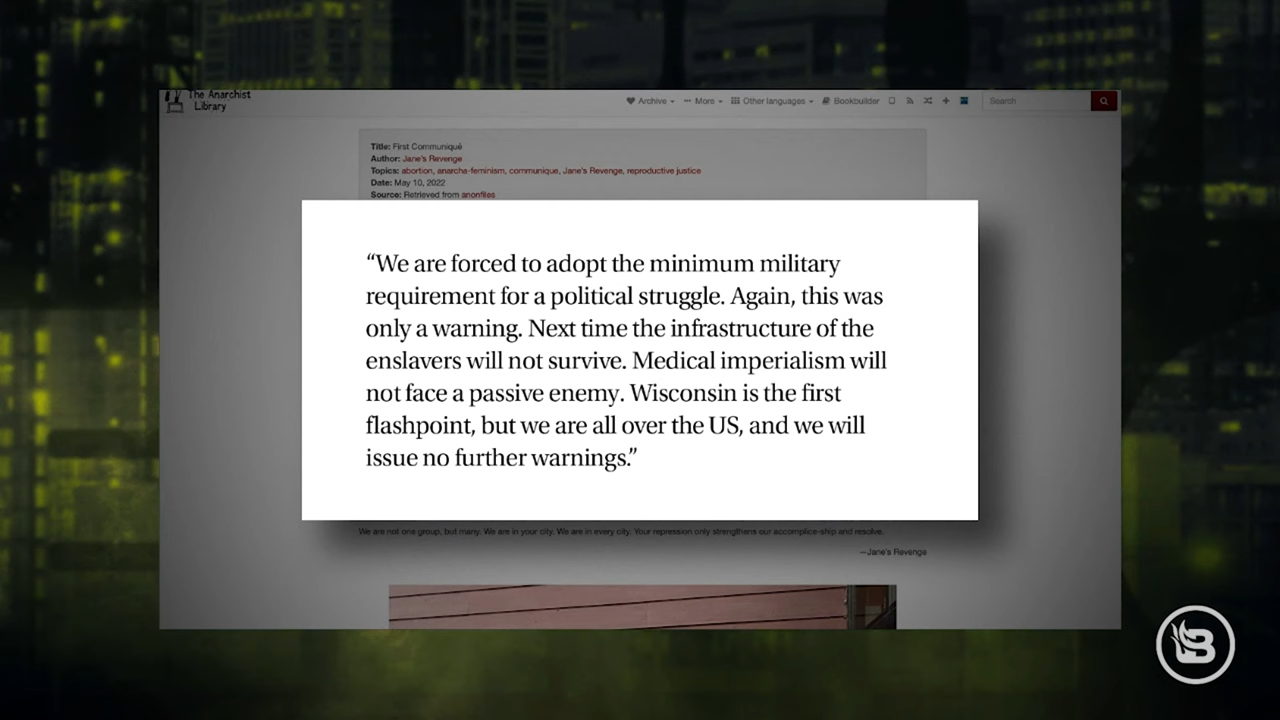 The Anarchist
Library
Archive
More
Other languages
Bookbuilder
Search
Title: First Communiqué
Author: Jane's Revenge
Topics: abortion, anarcha-feminism, communique, Jane's Revenge, reproductive justice
Date: May 10, 2022
Source: Retrieved from anonfiles
“We are forced to adopt the minimum military
requirement for a political struggle. Again, this was
only a warning. Next time the infrastructure of the
enslavers will not survive. Medical imperialism will
not face a passive enemy. Wisconsin is the first
flashpoint, but we are all over the US, and we will
issue no further warnings.”
We are not one group, but many. We are in your city. We are in every city. Your repression only strengthens our accomplice-ship and resolve.
—Jane's Revenge
B